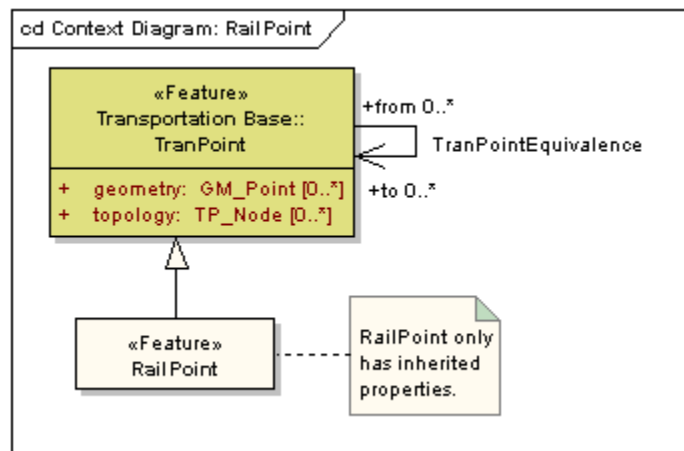 cd Context Diagram: RailPoint
«Feature»
Transportation Base::
TranPoint
+ geometry: GM_Point [0..*]
+ topology: TP_Node [0..*]
+from 0..*
TranPointEquivalence
+to 0..*
«Feature»
RailPoint
RailPoint only
has inherited
properties.